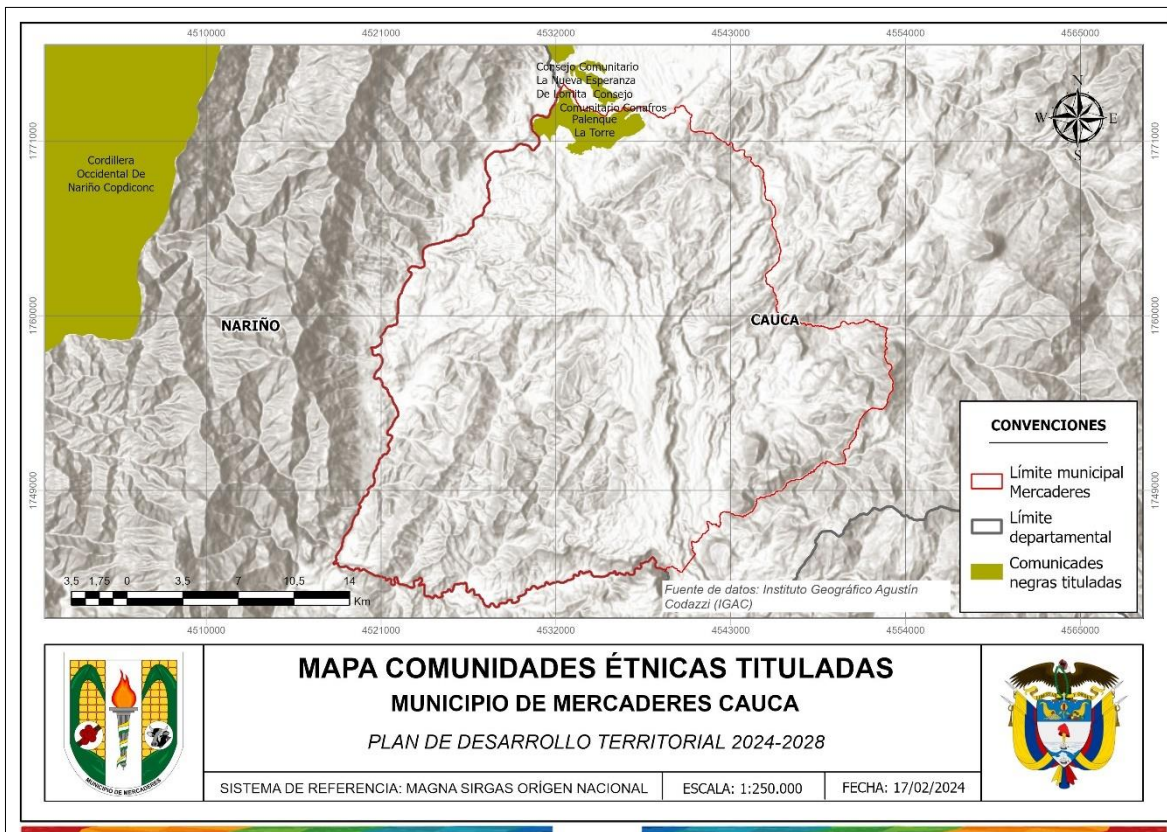 4510000
4521000
4532000
4543000
4554000
4565000
Consejo Comunitario
La Nueva Esperanza
De Lomita Consejo
Comunitario Conafros
Palenque
La Torre
N
W
E
S
1771000
1771000
Cordillera
Occidental De
Nariño Copdiconc
1760000
1760000
NARIÑO
CAUCA
CONVENCIONES
Límite municipal
Mercaderes
Límite
departamental
Comunicades
negras tituladas
1749000
1749000
3,5 1,75 0 3,5 7 10,5 14
Km
Fuente de datos: Instituto Geográfico Agustín
Codazzi (IGAC)
4510000
4521000
4532000
4543000
4554000
4565000
MAPA COMUNIDADES ÉTNICAS TITULADAS
MUNICIPIO DE MERCADERES CAUCA
PLAN DE DESARROLLO TERRITORIAL 2024-2028
SISTEMA DE REFERENCIA: MAGNA SIRGAS ORÍGEN NACIONAL
ESCALA: 1:250.000
FECHA: 17/02/2024
MUNICIPIO DE MERCADERES